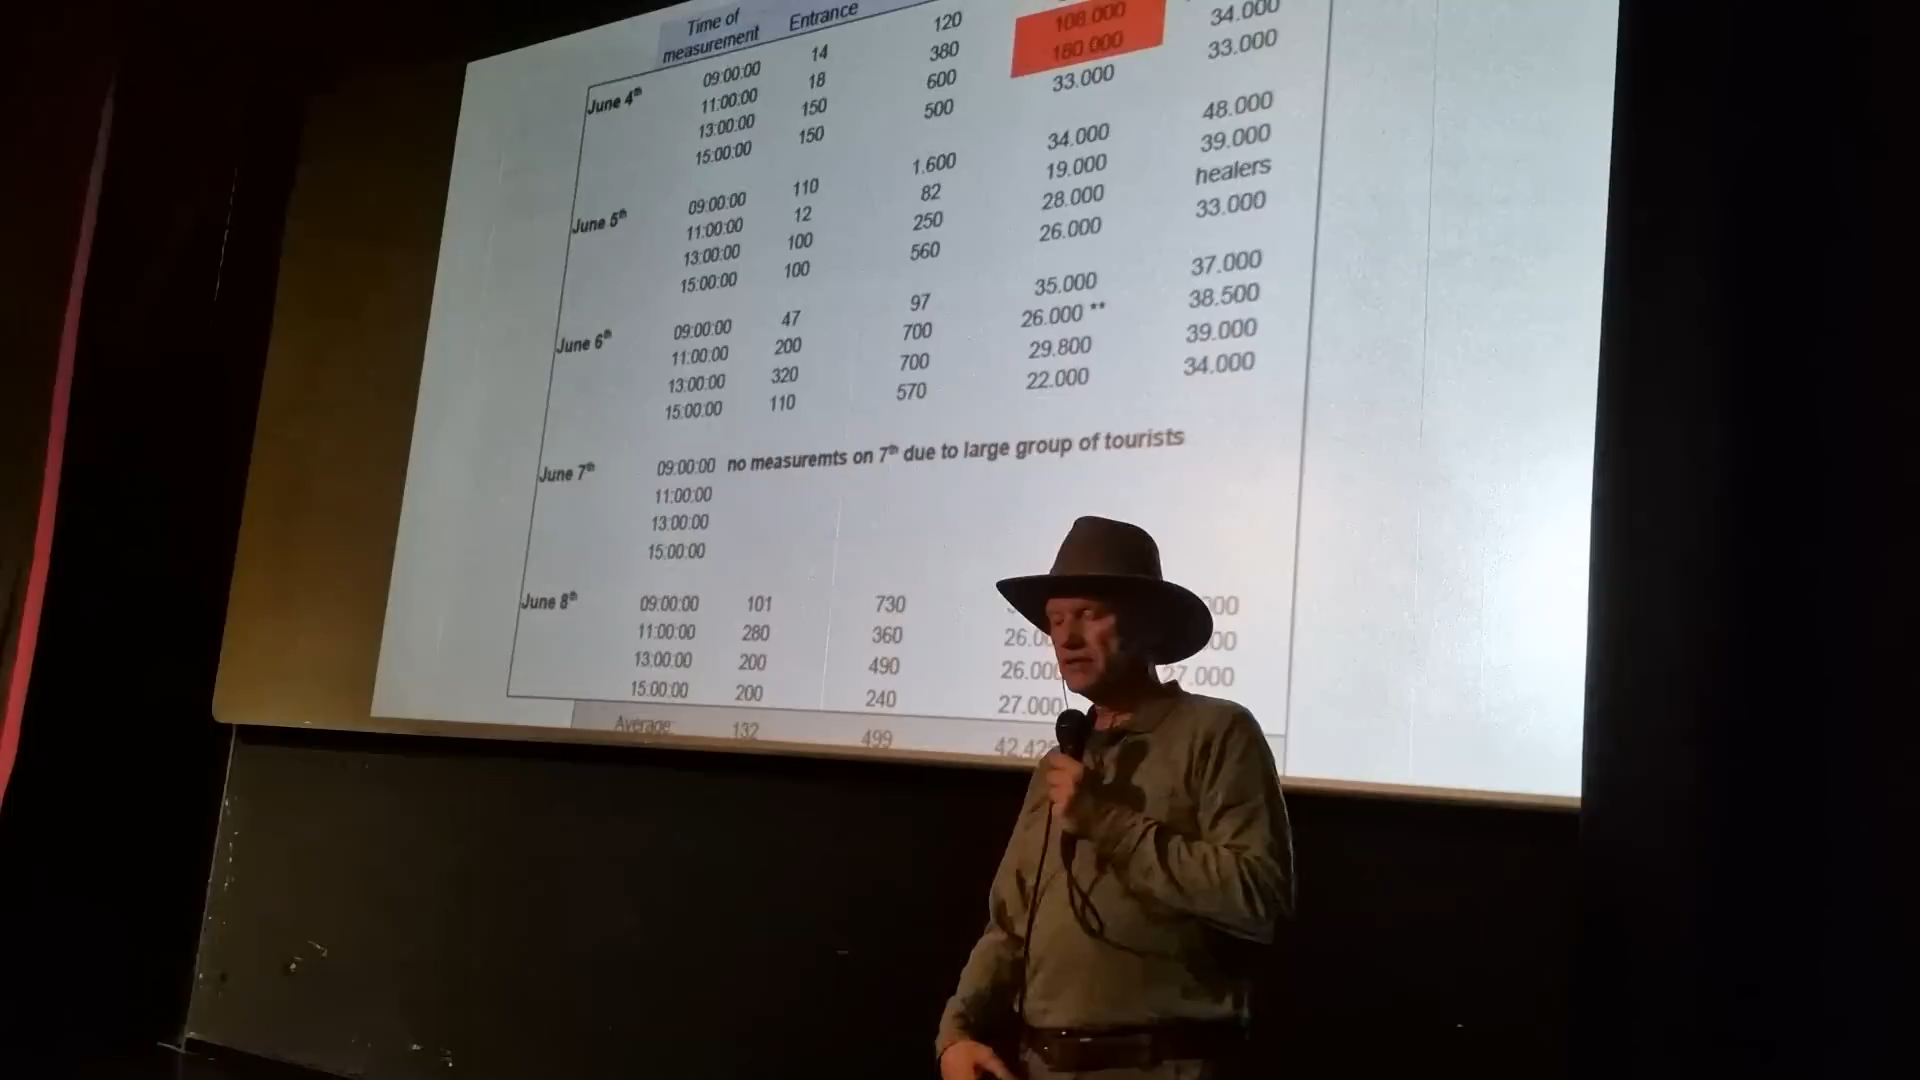 Time of measurement Entrance
June 4th 09:00:00 14 120
11:00:00 18 380 108.000
13:00:00 150 600 34.000
15:00:00 150 500 33.000 33.000
June 5th 09:00:00 110 1.600 34.000 48.000
11:00:00 12 82 19.000 39.000
13:00:00 100 250 28.000 healers
15:00:00 100 560 26.000 33.000
June 6th 09:00:00 47 97 35.000 37.000
11:00:00 200 700 26.000 ** 38.500
13:00:00 320 700 29.800 39.000
15:00:00 110 570 22.000 34.000
June 7th 09:00:00 no measuremts on 7th due to large group of tourists
11:00:00
13:00:00
15:00:00
June 8th 09:00:00 101 730
11:00:00 280 360
13:00:00 200 490 26.000 27.000
15:00:00 200 240 27.000
Average: 132 499